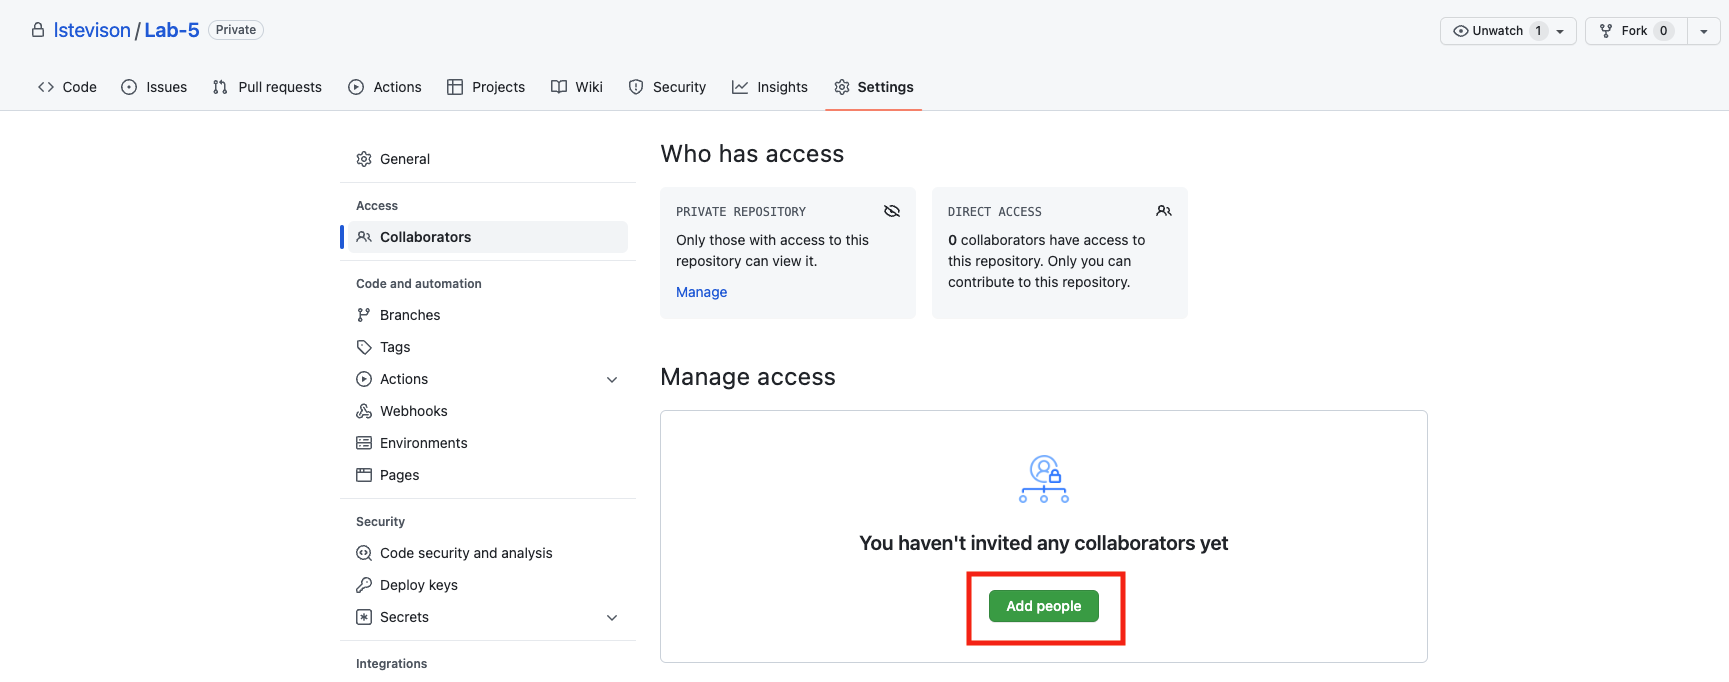 lstevison / Lab-5 Private
Unwatch 1
Fork 0
Code Issues Pull requests Actions Projects Wiki Security Insights Settings
General
Access
Collaborators
Code and automation
Branches
Tags
Actions
Webhooks
Environments
Pages
Security
Code security and analysis
Deploy keys
Secrets
Integrations
Who has access
PRIVATE REPOSITORY
Only those with access to this
repository can view it.
Manage
DIRECT ACCESS
0 collaborators have access to
this repository. Only you can
contribute to this repository.
Manage access
You haven't invited any collaborators yet
Add people